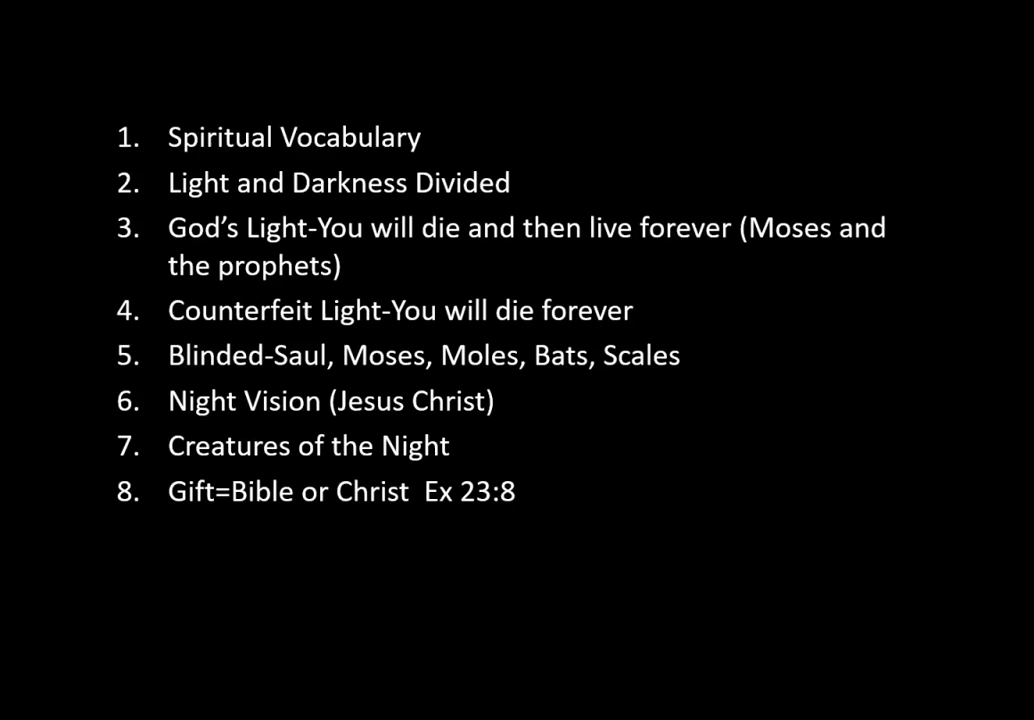 1. Spiritual Vocabulary
2. Light and Darkness Divided
3. God’s Light-You will die and then live forever (Moses and
the prophets)
4. Counterfeit Light-You will die forever
5. Blinded-Saul, Moses, Moles, Bats, Scales
6. Night Vision (Jesus Christ)
7. Creatures of the Night
8. Gift=Bible or Christ  Ex 23:8